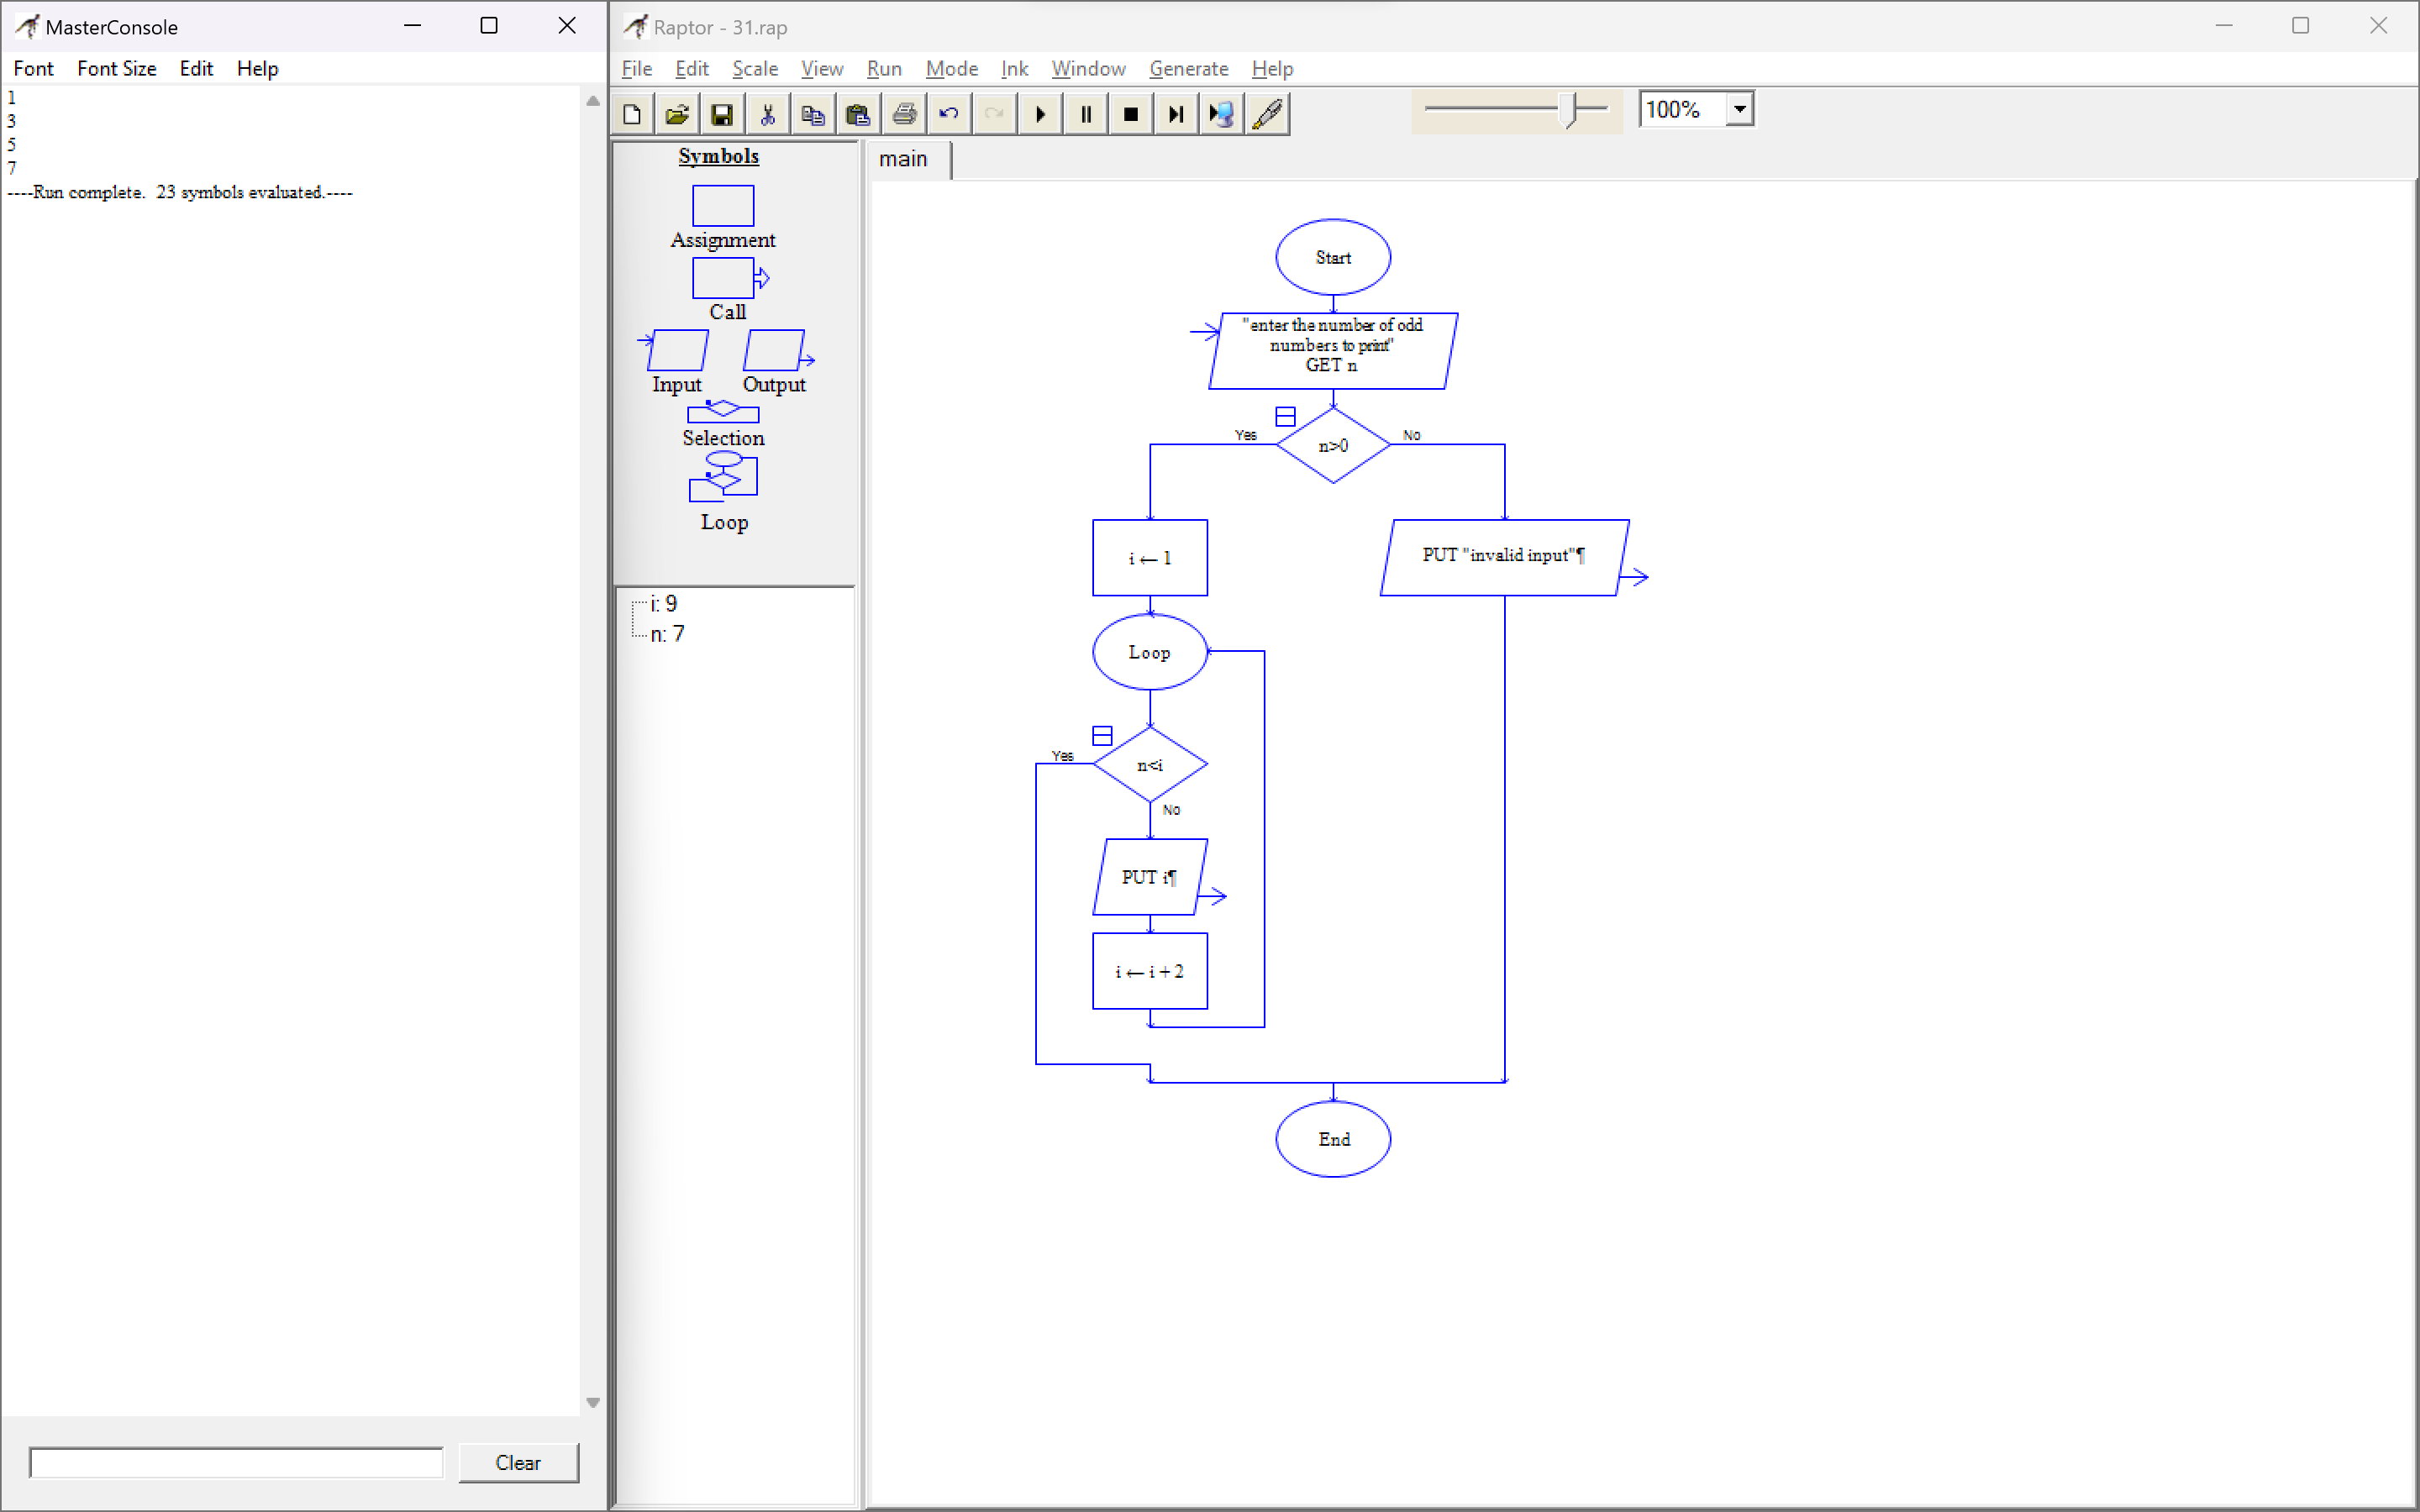 MasterConsole
Font Font Size Edit Help
1
3
5
7
----Run complete.  23 symbols evaluated.----
Clear
Raptor - 31.rap
File Edit Scale View Run Mode Ink Window Generate Help
100%
Symbols
Assignment
Call
Input Output
Selection
Loop
i: 9
n: 7
main
Start
"enter the number of odd
numbers to print"
GET n
Yes n>0 No
i ← 1
PUT "invalid input"¶
Loop
Yes n<i
No
PUT i¶
i ← i + 2
End